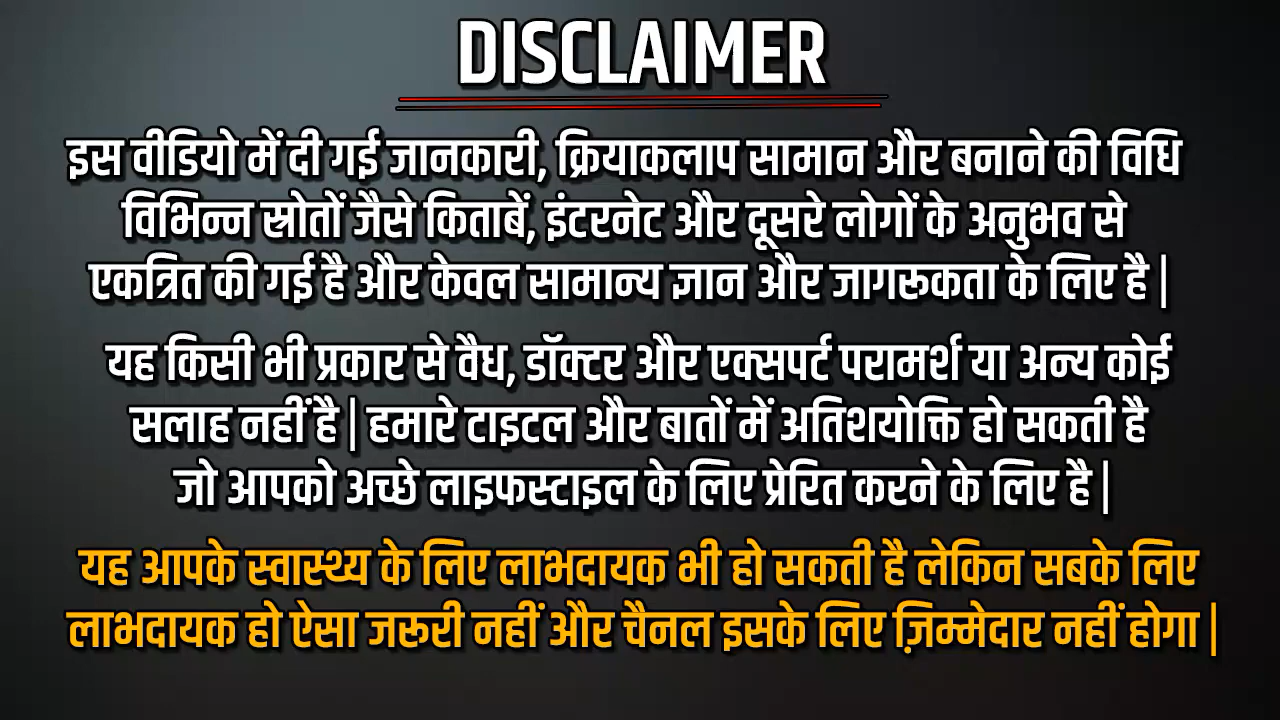 DISCLAIMER
इस वीडियो में दी गई जानकारी, क्रियाकलाप सामान और बनाने की विधि
विभिन्न स्रोतों जैसे किताबें, इंटरनेट और दूसरे लोगों के अनुभव से
एकत्रित की गई है और केवल सामान्य ज्ञान और जागरूकता के लिए है |
यह किसी भी प्रकार से वैध, डॉक्टर और एक्सपर्ट परामर्श या अन्य कोई
सलाह नहीं है | हमारे टाइटल और बातों में अतिशयोक्ति हो सकती है
जो आपको अच्छे लाइफस्टाइल के लिए प्रेरित करने के लिए है |
यह आपके स्वास्थ्य के लिए लाभदायक भी हो सकती है लेकिन सबके लिए
लाभदायक हो ऐसा जरूरी नहीं और चैनल इसके लिए ज़िम्मेदार नहीं होगा |